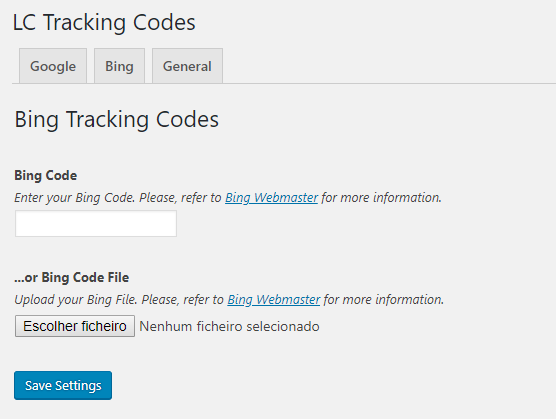 LC Tracking Codes
Google Bing General
Bing Tracking Codes
Bing Code
Enter your Bing Code. Please, refer to Bing Webmaster for more information.
...or Bing Code File
Upload your Bing File. Please, refer to Bing Webmaster for more information.
Escolher ficheiro Nenhum ficheiro selecionado
Save Settings